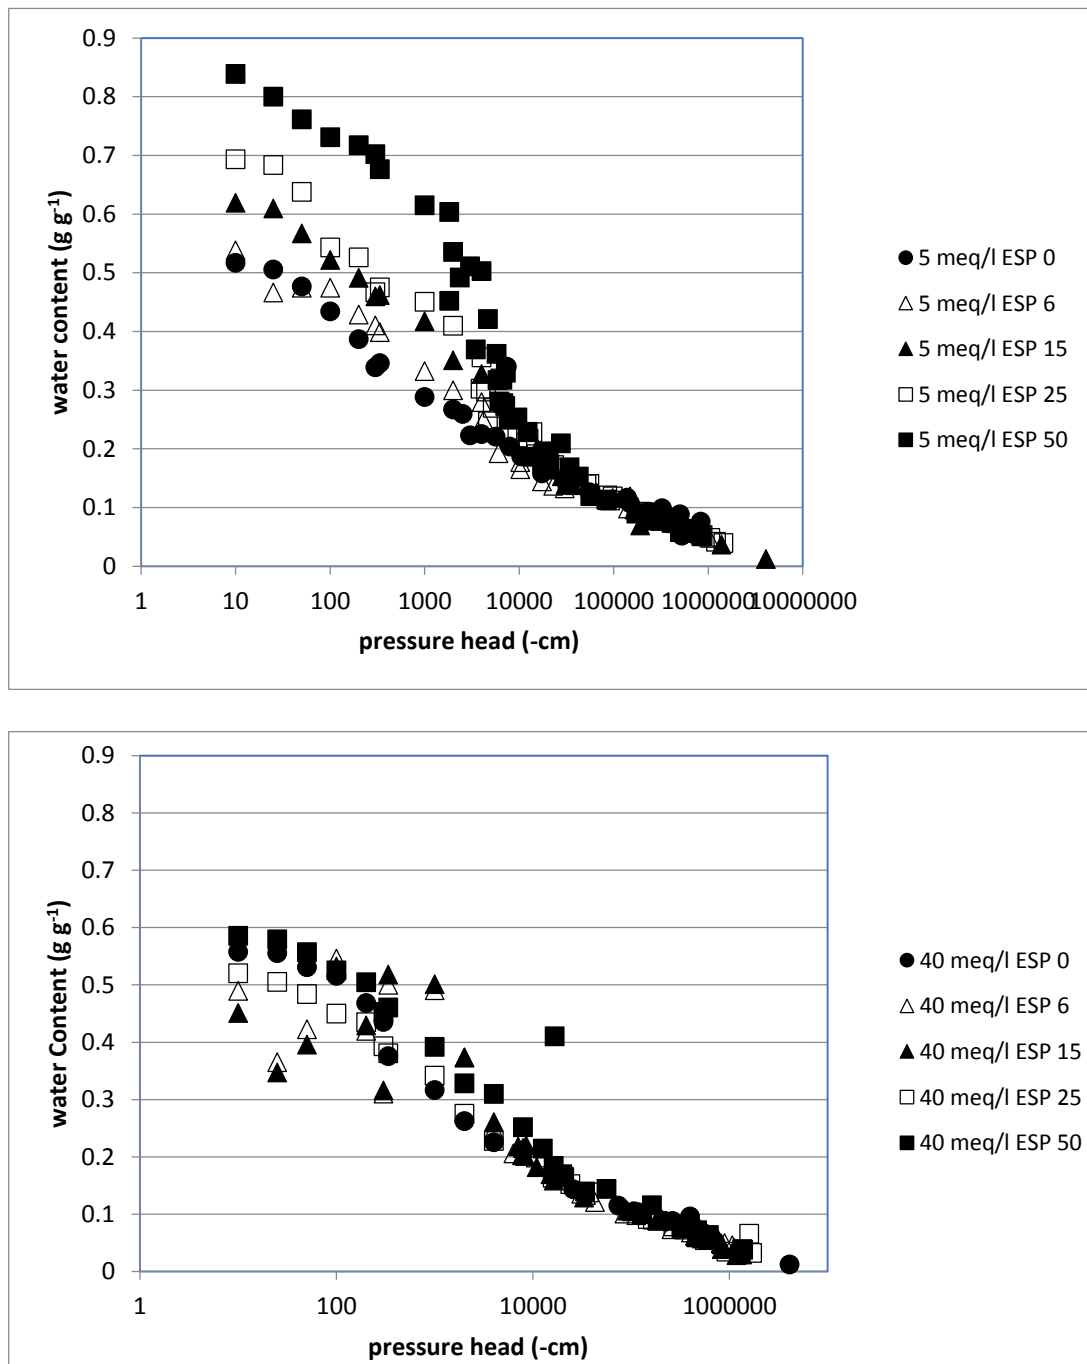 0.9
0.8
0.7
0.6
0.5
0.4
0.3
0.2
0.1
0
water content (g g-1)
1 10 100 1000 10000 100000 1000000 10000000
pressure head (-cm)
5 meq/l ESP 0
5 meq/l ESP 6
5 meq/l ESP 15
5 meq/l ESP 25
5 meq/l ESP 50
0.9
0.8
0.7
0.6
0.5
0.4
0.3
0.2
0.1
0
water Content (g g-1)
1 100 10000 1000000
pressure head (-cm)
40 meq/l ESP 0
40 meq/l ESP 6
40 meq/l ESP 15
40 meq/l ESP 25
40 meq/l ESP 50